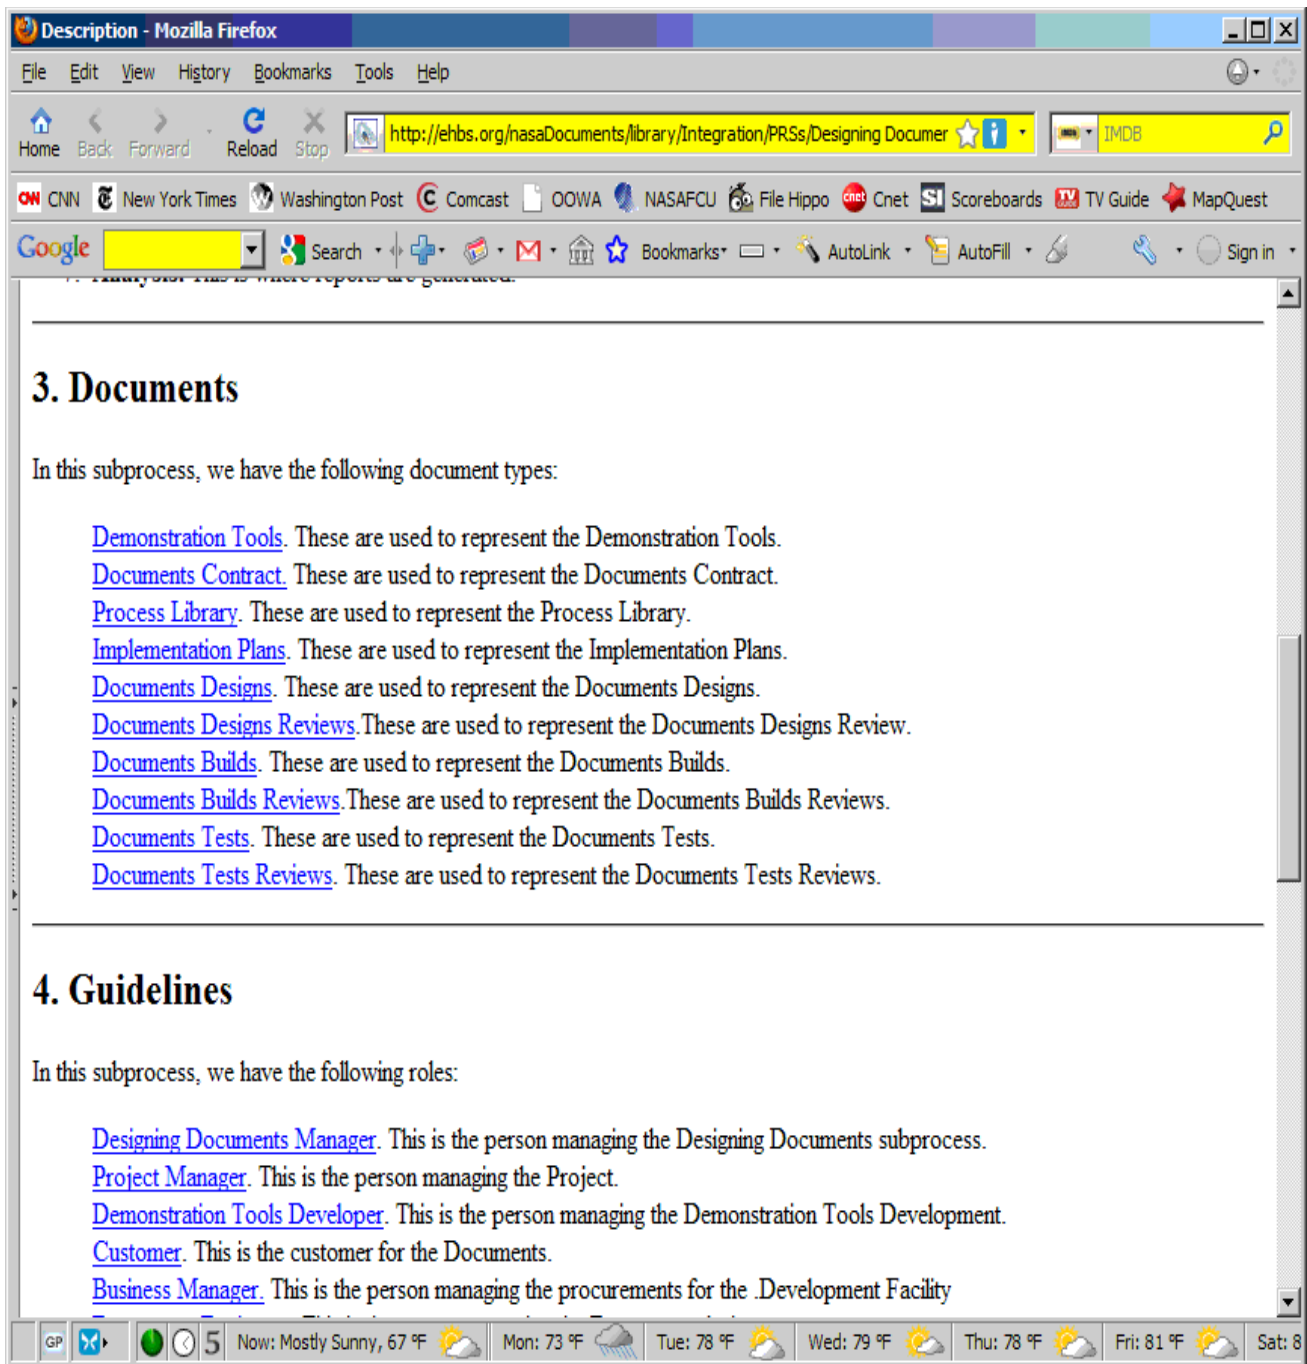 Description - Mozilla Firefox
File Edit View History Bookmarks Tools Help
Home Back Forward Reload Stop http://ehbs.org/nasaDocuments/library/Integration/PRSs/Designing Documer IMDB
CNN New York Times Washington Post Comcast OOWA NASAFCU File Hippo Cnet Scoreboards TV Guide MapQuest
Google Search Bookmarks AutoLink AutoFill Sign in
Analysis. This is where reports are generated.
3. Documents
In this subprocess, we have the following document types:
Demonstration Tools. These are used to represent the Demonstration Tools.
Documents Contract. These are used to represent the Documents Contract.
Process Library. These are used to represent the Process Library.
Implementation Plans. These are used to represent the Implementation Plans.
Documents Designs. These are used to represent the Documents Designs.
Documents Designs Reviews.These are used to represent the Documents Designs Review.
Documents Builds. These are used to represent the Documents Builds.
Documents Builds Reviews.These are used to represent the Documents Builds Reviews.
Documents Tests. These are used to represent the Documents Tests.
Documents Tests Reviews. These are used to represent the Documents Tests Reviews.
4. Guidelines
In this subprocess, we have the following roles:
Designing Documents Manager. This is the person managing the Designing Documents subprocess.
Project Manager. This is the person managing the Project.
Demonstration Tools Developer. This is the person managing the Demonstration Tools Development.
Customer. This is the customer for the Documents.
Business Manager. This is the person managing the procurements for the .Development Facility
GP 5 Now: Mostly Sunny, 67 °F Mon: 73 °F Tue: 78 °F Wed: 79 °F Thu: 78 °F Fri: 81 °F Sat: 8